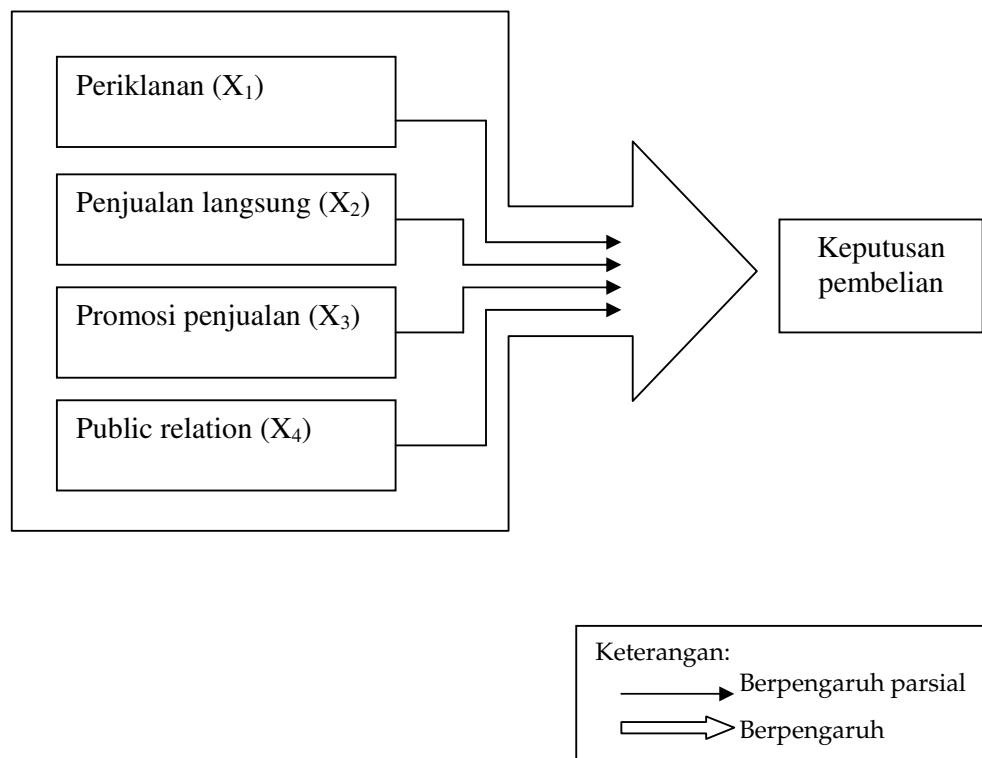 Periklanan (X₁)
Penjualan langsung (X₂)
Promosi penjualan (X₃)
Public relation (X₄)
Keputusan
pembelian
Keterangan:
Berpengaruh parsial
Berpengaruh